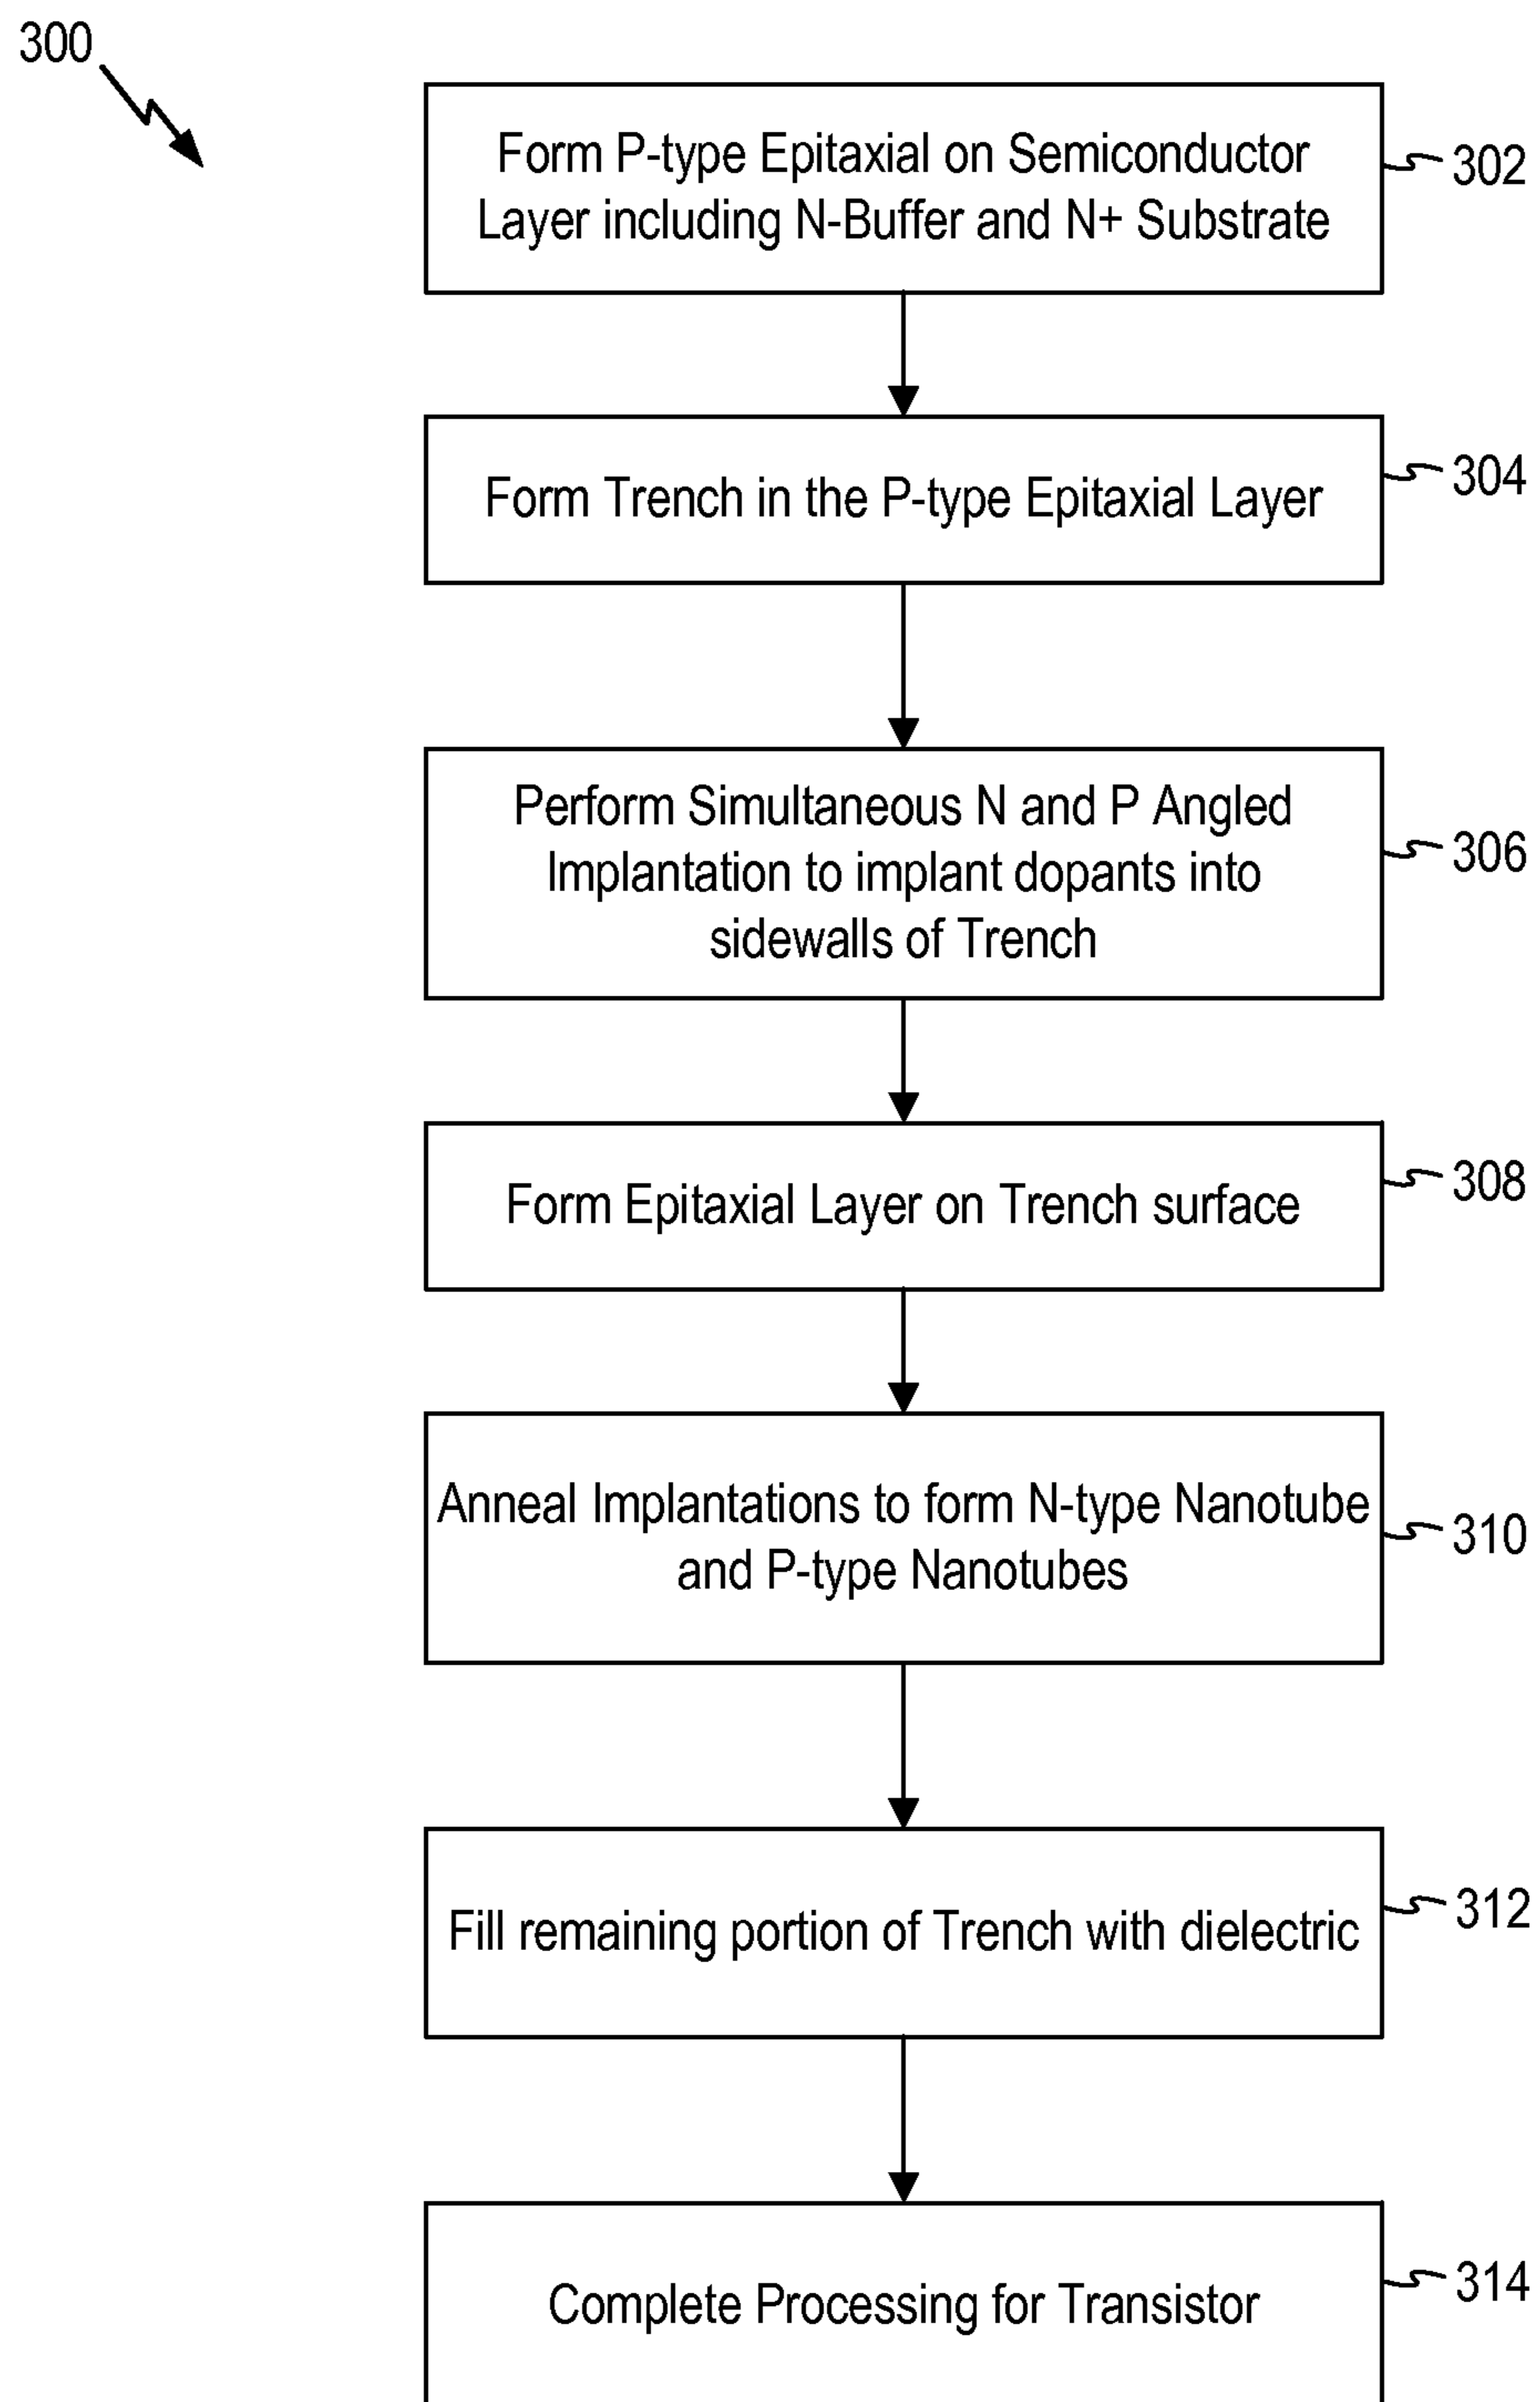 300
Form P-type Epitaxial on Semiconductor
Layer including N-Buffer and N+ Substrate
302
Form Trench in the P-type Epitaxial Layer
304
Perform Simultaneous N and P Angled
Implantation to implant dopants into
sidewalls of Trench
306
Form Epitaxial Layer on Trench surface
308
Anneal Implantations to form N-type Nanotube
and P-type Nanotubes
310
Fill remaining portion of Trench with dielectric
312
Complete Processing for Transistor
314